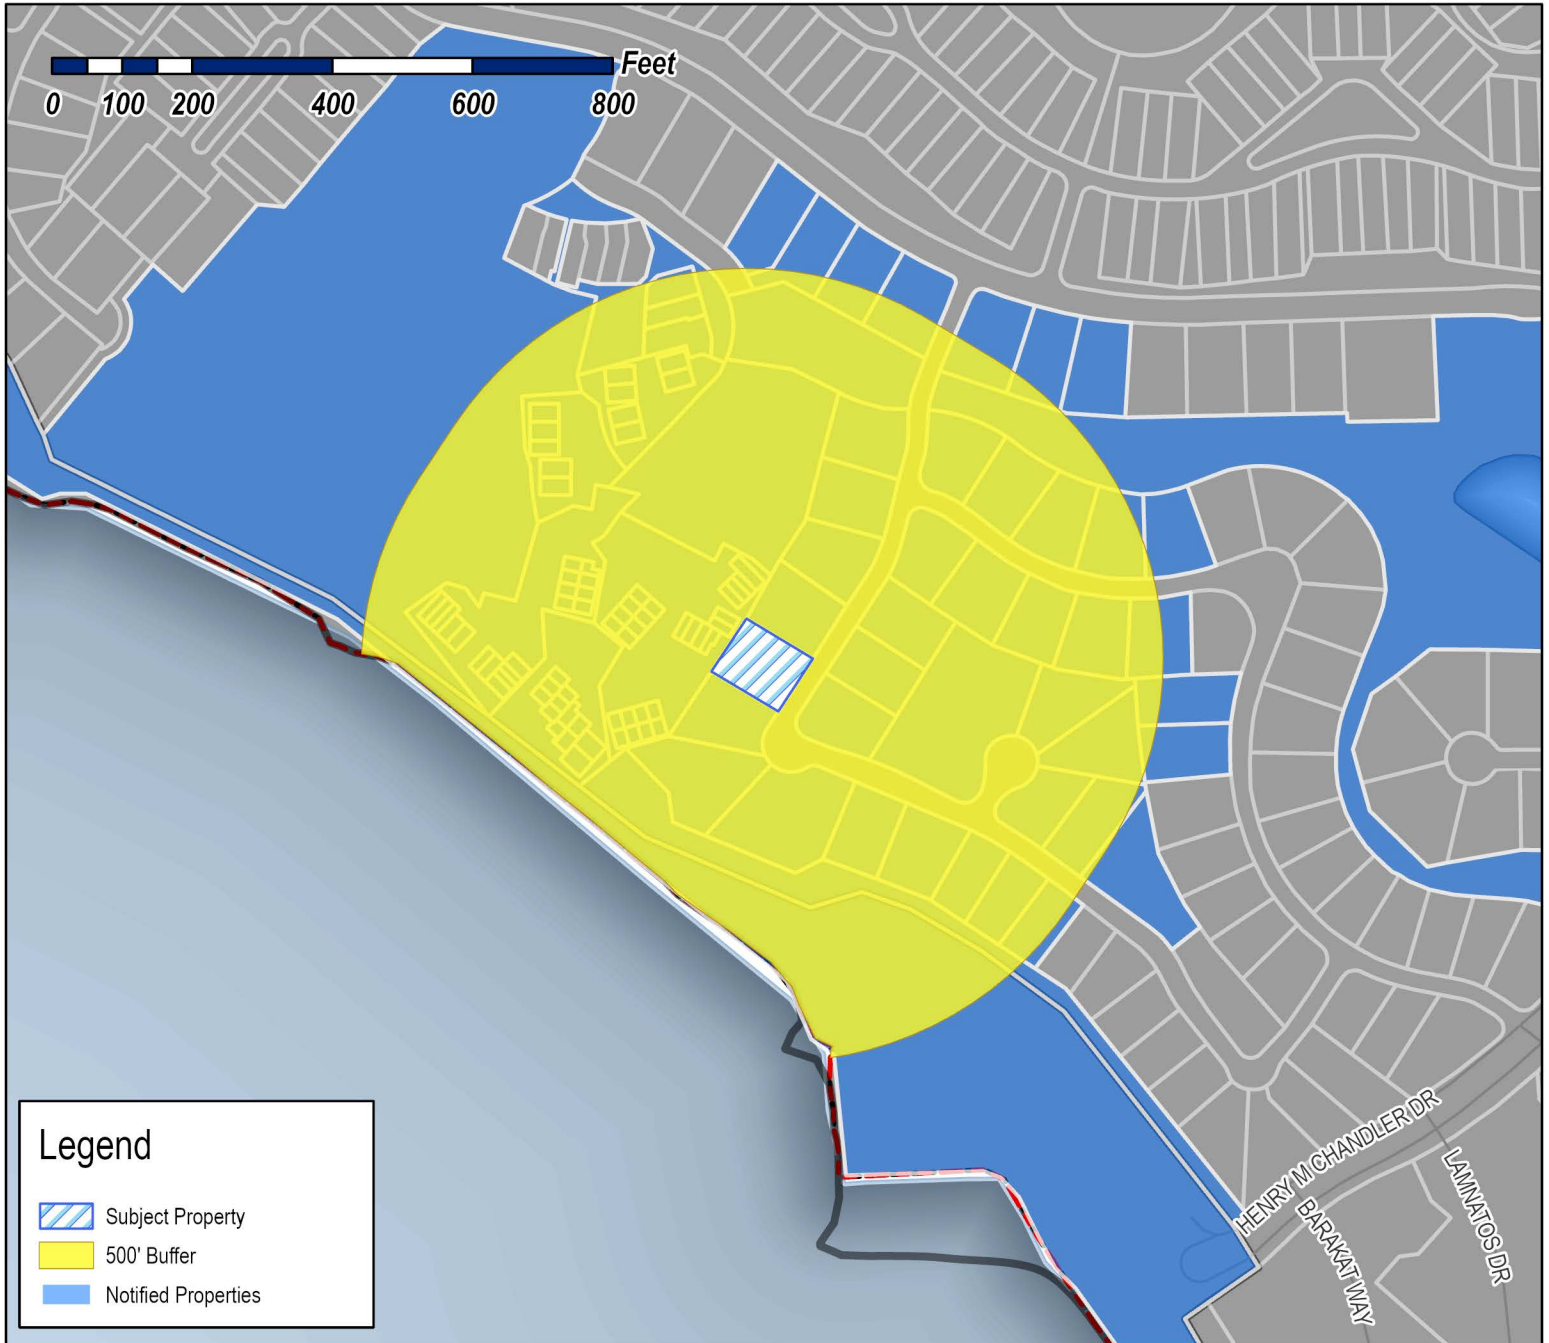 Feet
0 100 200 400 600 800
HENRY M CHANDLER DR
BARAKAT WAY
LAMNATOS DR
Legend
Subject Property
500' Buffer
Notified Properties